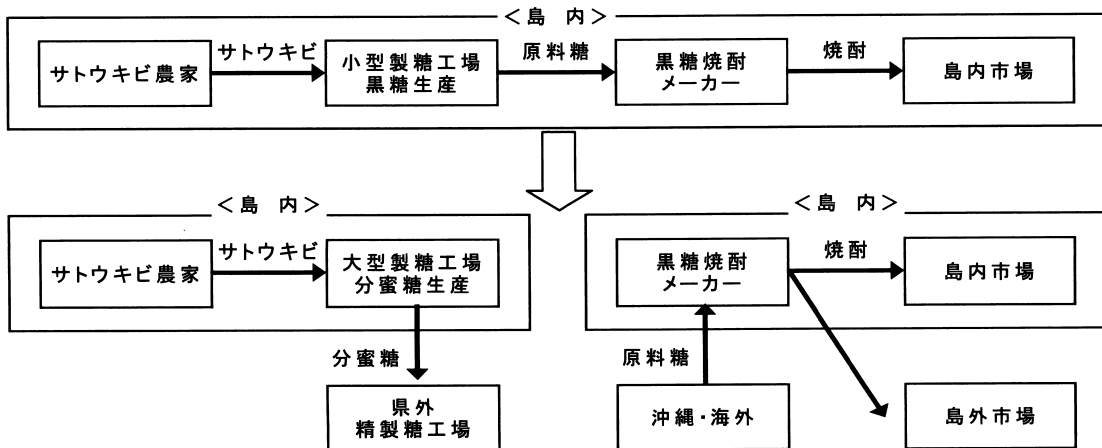 ＜島 内＞
サトウキビ農家
サトウキビ
小型製糖工場
黒糖生産
原料糖
黒糖焼酎
メーカー
焼酎
島内市場
＜島 内＞
サトウキビ農家
サトウキビ
大型製糖工場
分蜜糖生産
分蜜糖
県外
精製糖工場
＜島 内＞
黒糖焼酎
メーカー
焼酎
島内市場
原料糖
沖縄・海外
島外市場